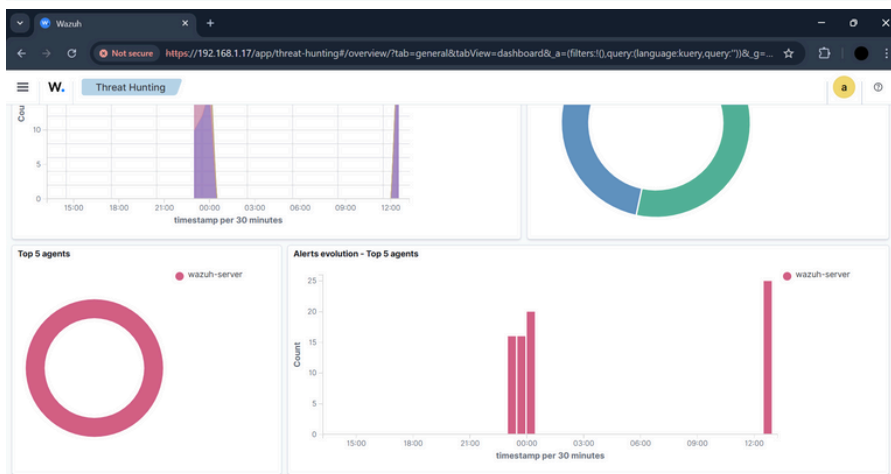 Wazuh
Not secure https://192.168.1.17/app/threat-hunting#/overview/?tab=general&tabView=dashboard&_a=(filters:!(),query:(language:kuery,query:''))&_g=...
W. Threat Hunting a
Count
10
5
0
15:00 18:00 21:00 00:00 03:00 06:00 09:00 12:00
timestamp per 30 minutes
Top 5 agents
wazuh-server
Alerts evolution - Top 5 agents
wazuh-server
Count
25
20
15
10
5
0
15:00 18:00 21:00 00:00 03:00 06:00 09:00 12:00
timestamp per 30 minutes